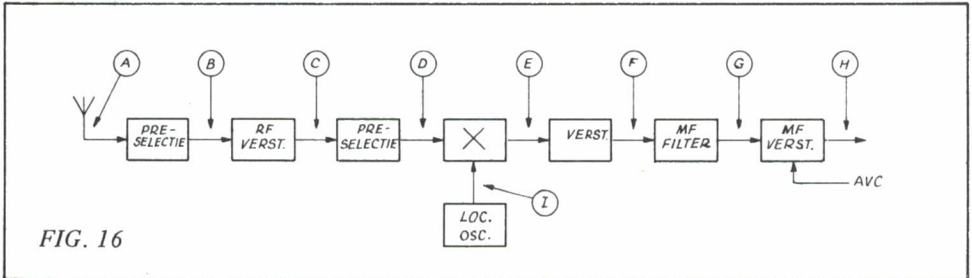 A B C D E F G H
PRE-
SELECTIE
RF
VERST.
PRE-
SELECTIE
X
VERST.
MF
FILTER
MF
VERST.
AVC
I
LOC.
OSC.
FIG. 16